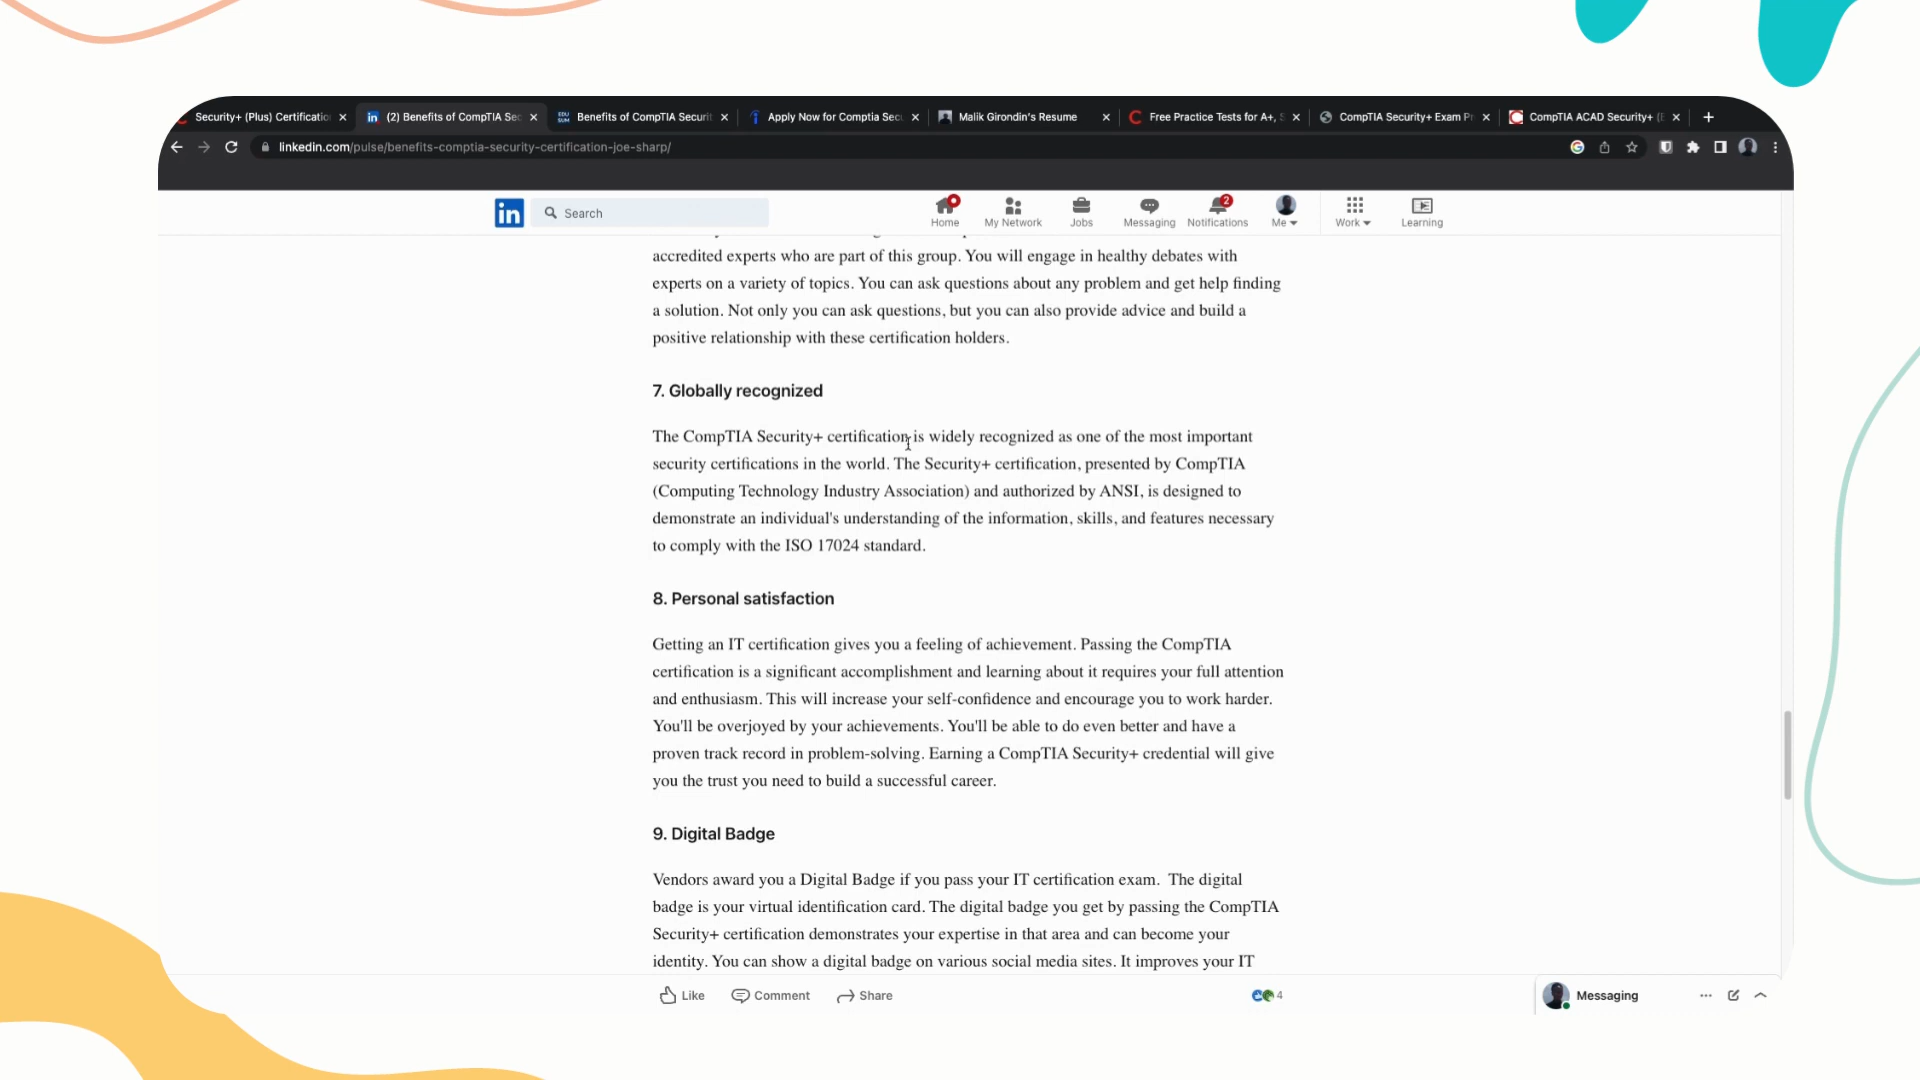 Security+ (Plus) Certificatio
(2) Benefits of CompTIA Sec
EDU SUM
Benefits of CompTIA Securit
Apply Now for Comptia Secu
Malik Girondin's Resume
Free Practice Tests for A+, S
CompTIA Security+ Exam Pr
CompTIA ACAD Security+ (E
linkedin.com/pulse/benefits-comptia-security-certification-joe-sharp/
in
Search
Home
My Network
Jobs
Messaging
2
Notifications
Me
Work
Learning
accredited experts who are part of this group. You will engage in healthy debates with
experts on a variety of topics. You can ask questions about any problem and get help finding
a solution. Not only you can ask questions, but you can also provide advice and build a
positive relationship with these certification holders.
7. Globally recognized
The CompTIA Security+ certification is widely recognized as one of the most important
security certifications in the world. The Security+ certification, presented by CompTIA
(Computing Technology Industry Association) and authorized by ANSI, is designed to
demonstrate an individual's understanding of the information, skills, and features necessary
to comply with the ISO 17024 standard.
8. Personal satisfaction
Getting an IT certification gives you a feeling of achievement. Passing the CompTIA
certification is a significant accomplishment and learning about it requires your full attention
and enthusiasm. This will increase your self-confidence and encourage you to work harder.
You'll be overjoyed by your achievements. You'll be able to do even better and have a
proven track record in problem-solving. Earning a CompTIA Security+ credential will give
you the trust you need to build a successful career.
9. Digital Badge
Vendors award you a Digital Badge if you pass your IT certification exam. The digital
badge is your virtual identification card. The digital badge you get by passing the CompTIA
Security+ certification demonstrates your expertise in that area and can become your
identity. You can show a digital badge on various social media sites. It improves your IT
Like
Comment
Share
4
Messaging